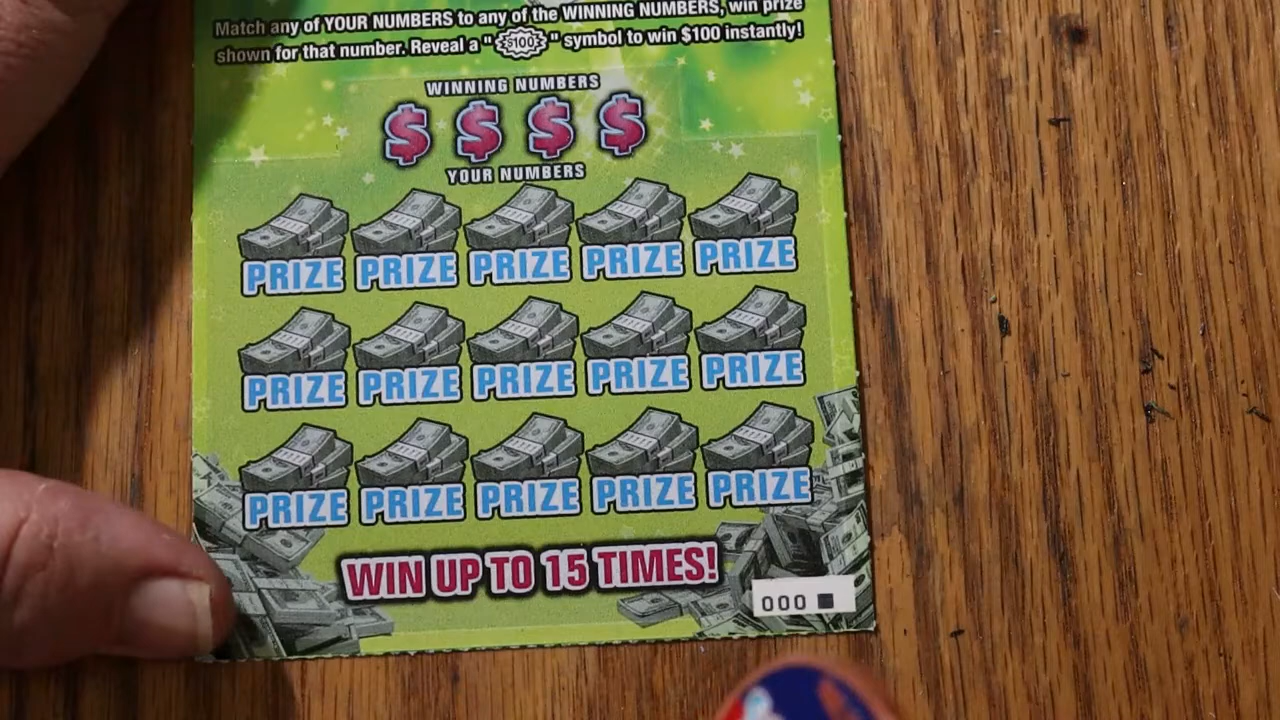 Match any of YOUR NUMBERS to any of the WINNING NUMBERS, win prize
shown for that number. Reveal a "$100" symbol to win $100 instantly!
WINNING NUMBERS
$ $ $ $
YOUR NUMBERS
PRIZE PRIZE PRIZE PRIZE PRIZE
PRIZE PRIZE PRIZE PRIZE PRIZE
PRIZE PRIZE PRIZE PRIZE PRIZE
WIN UP TO 15 TIMES!
000